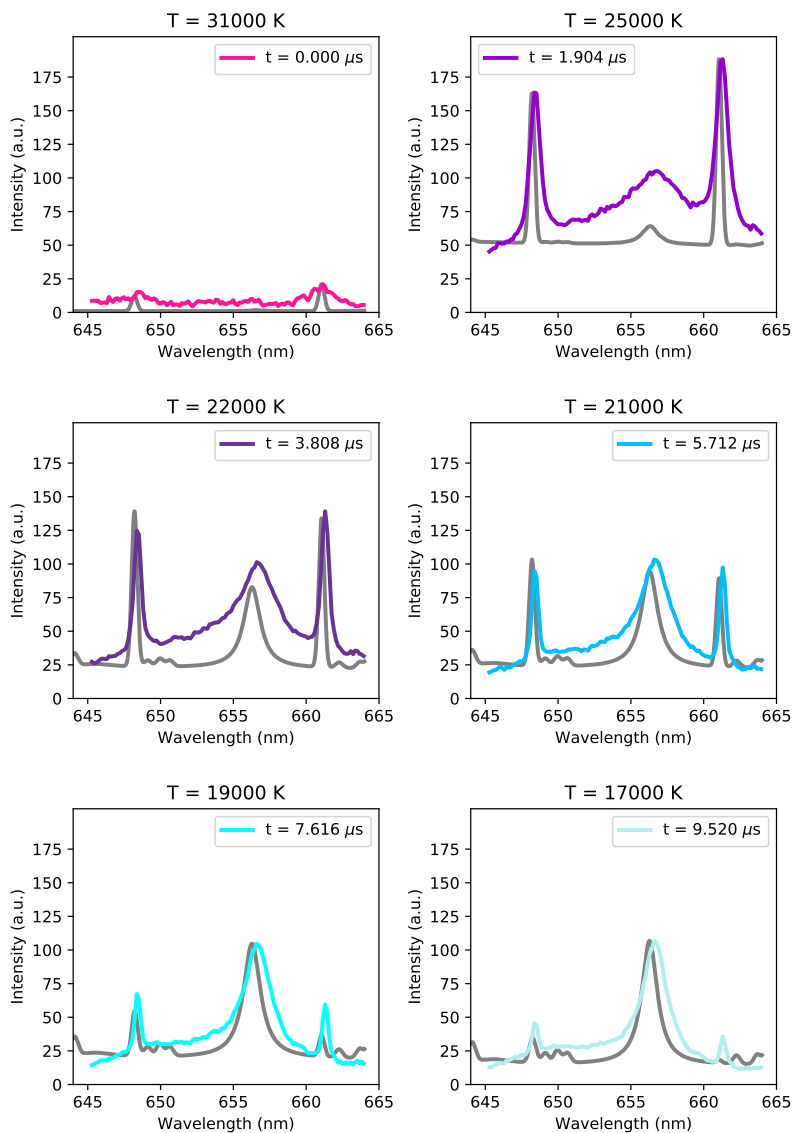 T = 31000 K
t = 0.000 μs
175
150
125
100
75
50
25
0
Intensity (a.u.)
645 650 655 660 665
Wavelength (nm)
T = 25000 K
t = 1.904 μs
175
150
125
100
75
50
25
0
Intensity (a.u.)
645 650 655 660 665
Wavelength (nm)
T = 22000 K
t = 3.808 μs
175
150
125
100
75
50
25
0
Intensity (a.u.)
645 650 655 660 665
Wavelength (nm)
T = 21000 K
t = 5.712 μs
175
150
125
100
75
50
25
0
Intensity (a.u.)
645 650 655 660 665
Wavelength (nm)
T = 19000 K
t = 7.616 μs
175
150
125
100
75
50
25
0
Intensity (a.u.)
645 650 655 660 665
Wavelength (nm)
T = 17000 K
t = 9.520 μs
175
150
125
100
75
50
25
0
Intensity (a.u.)
645 650 655 660 665
Wavelength (nm)